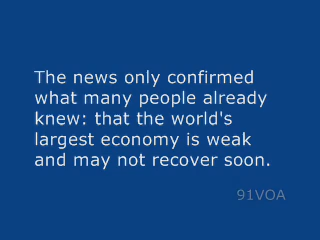 The news only confirmed
what many people already
knew: that the world's
largest economy is weak
and may not recover soon.
91VOA